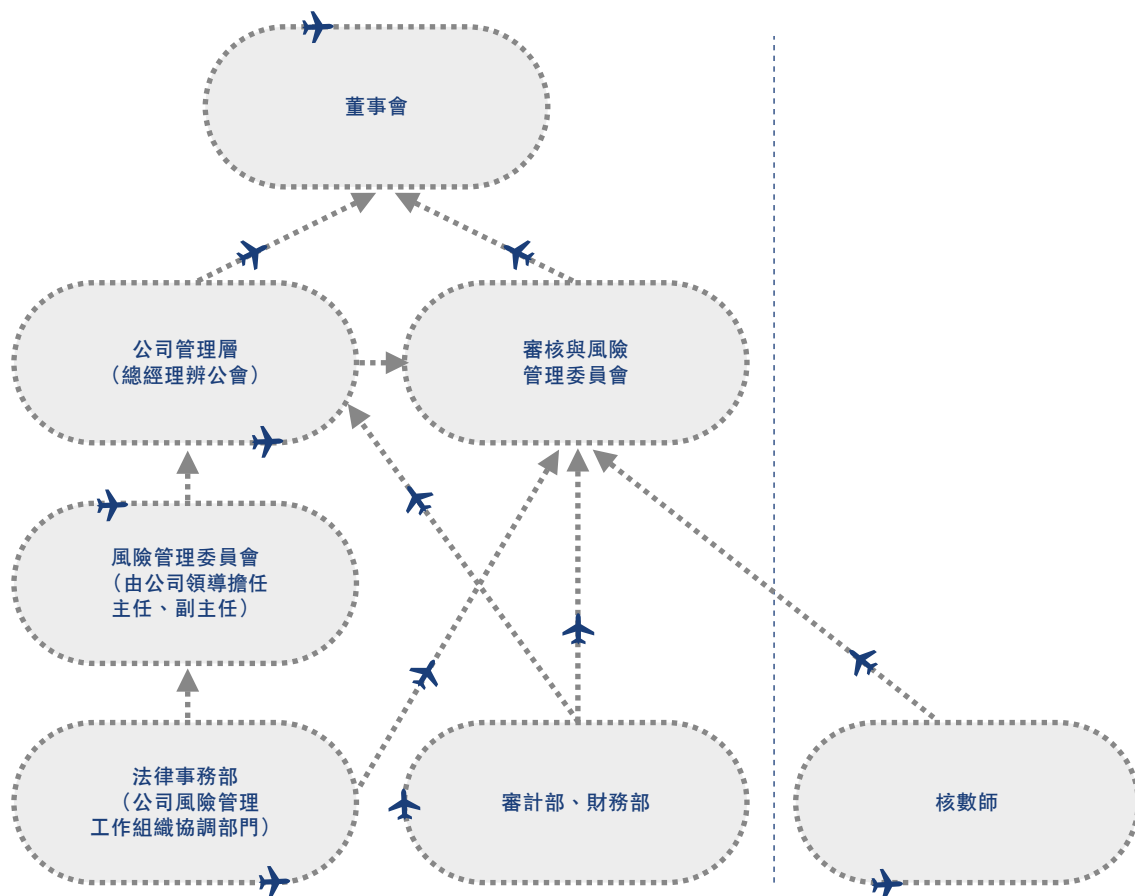 董事會
公司管理層
（總經理辦公會）
審核與風險
管理委員會
風險管理委員會
（由公司領導擔任
主任、副主任）
法律事務部
（公司風險管理
工作組織協調部門）
審計部、財務部
核數師